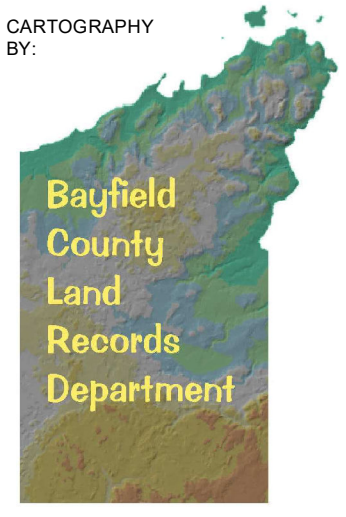 CARTOGRAPHY
BY:
Bayfield
County
Land
Records
Department